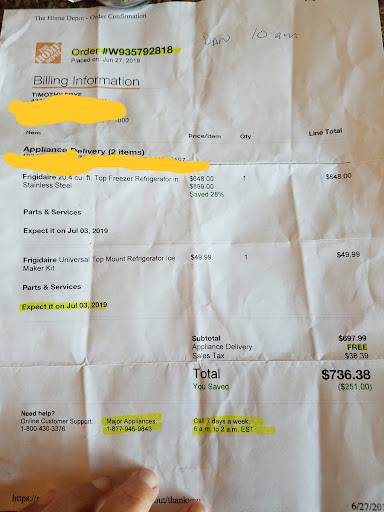 The Home Depot - Order Confirmation
10 am
Order #W935792818
Placed on: Jun 27, 2019
Billing Information
Item Price/Item Qty Line Total
Appliance Delivery (2 items)
Frigidaire 20.4 cu. ft. Top Freezer Refrigerator in $648.00 1 $648.00
Stainless Steel $899.00
Saved 28%
Parts & Services
Expect it on Jul 03, 2019
Frigidaire Universal Top Mount Refrigerator Ice $49.99 1 $49.99
Maker Kit
Parts & Services
Expect it on Jul 03, 2019
Subtotal $697.99
Appliance Delivery FREE
Sales Tax $38.39
Total $736.38
You Saved ($251.00)
Need help?
Online Customer Support: Major Appliances: Call 7 days a week
1-800-430-3376 1-877-946-9843 6 a.m. to 2 a.m. EST
6/27/201